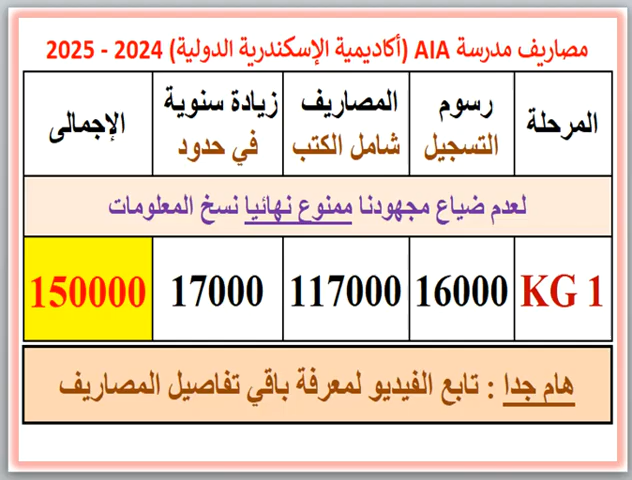 مصاريف مدرسة AIA (أكاديمية الإسكندرية الدولية) 2024 - 2025
المرحلة رسوم التسجيل المصاريف شامل الكتب زيادة سنوية في حدود الإجمالى
لعدم ضياع مجهودنا ممنوع نهائيا نسخ المعلومات
KG 1 16000 117000 17000 150000
هام جدا : تابع الفيديو لمعرفة باقي تفاصيل المصاريف